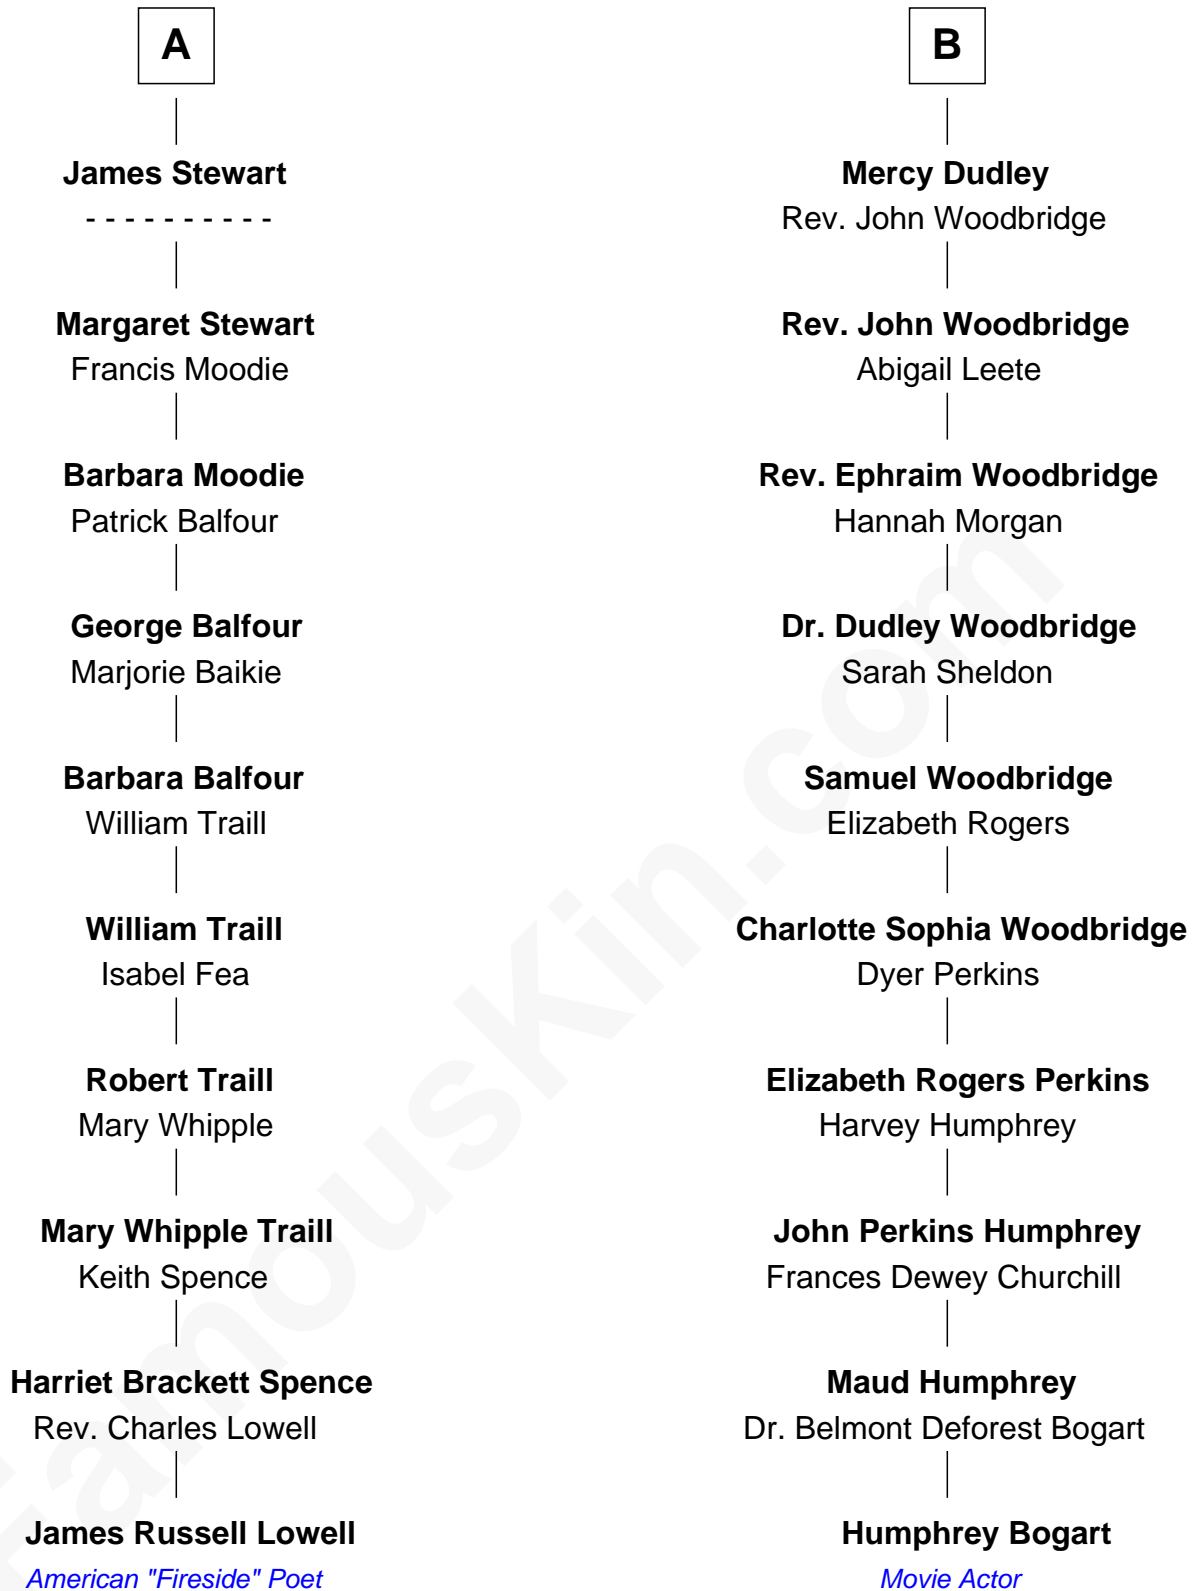 A
James Stewart
- - - - - - - - - -
Margaret Stewart
Francis Moodie
Barbara Moodie
Patrick Balfour
George Balfour
Marjorie Baikie
Barbara Balfour
William Traill
William Traill
Isabel Fea
Robert Traill
Mary Whipple
Mary Whipple Traill
Keith Spence
Harriet Brackett Spence
Rev. Charles Lowell
James Russell Lowell
American "Fireside" Poet
B
Mercy Dudley
Rev. John Woodbridge
Rev. John Woodbridge
Abigail Leete
Rev. Ephraim Woodbridge
Hannah Morgan
Dr. Dudley Woodbridge
Sarah Sheldon
Samuel Woodbridge
Elizabeth Rogers
Charlotte Sophia Woodbridge
Dyer Perkins
Elizabeth Rogers Perkins
Harvey Humphrey
John Perkins Humphrey
Frances Dewey Churchill
Maud Humphrey
Dr. Belmont Deforest Bogart
Humphrey Bogart
Movie Actor
FamousKin.com